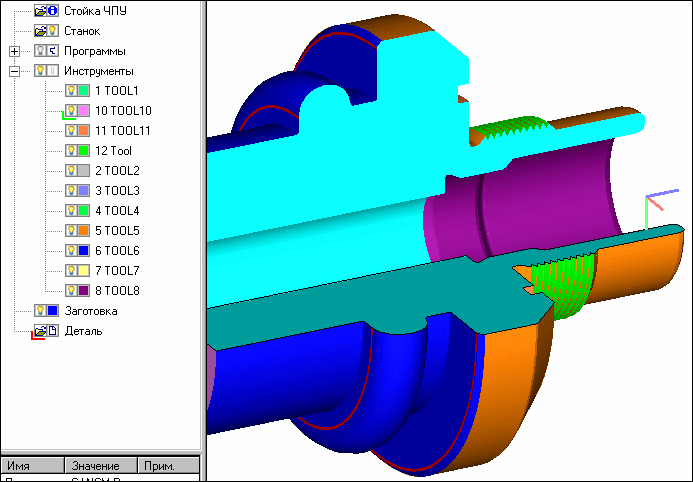 Стойка ЧПУ
Станок
Программы
Инструменты
1 TOOL1
10 TOOL10
11 TOOL11
12 Tool
2 TOOL2
3 TOOL3
4 TOOL4
5 TOOL5
6 TOOL6
7 TOOL7
8 TOOL8
Заготовка
Деталь
Имя Значение Прим.